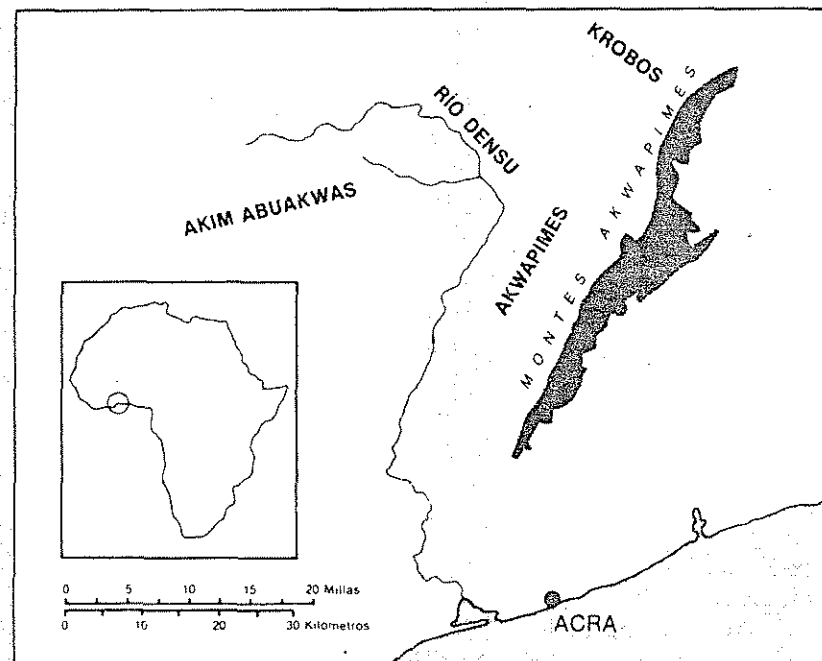 KROBOS
RÍO DENSU
MONTES AKWAPIMES
AKIM ABUAKWAS
AKWAPIMES
0 5 10 15 20 Millas
0 10 20 30 Kilometros
ACRA